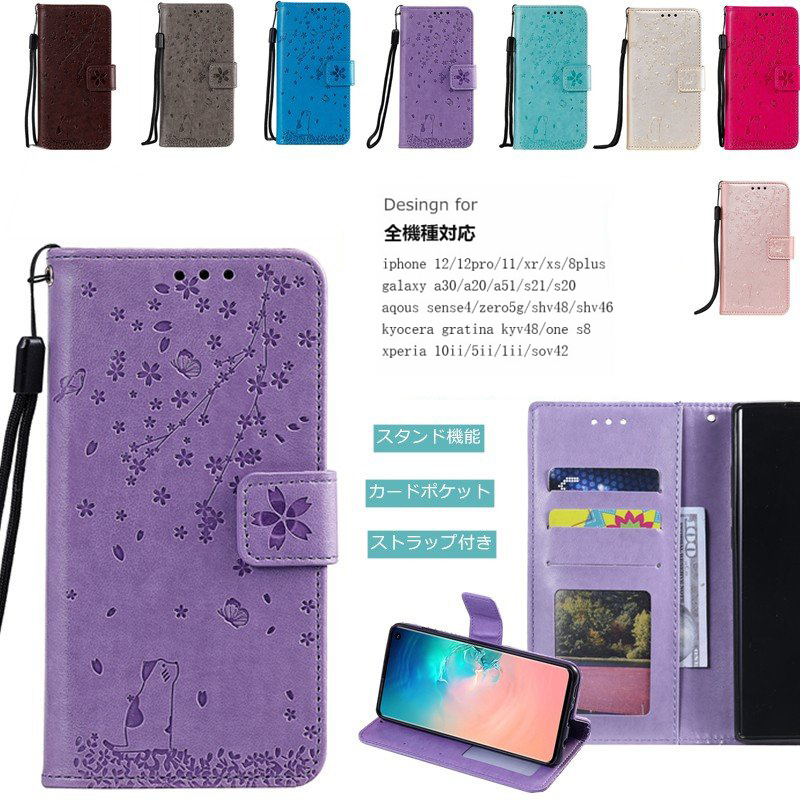 Desingn for
全機種対応
iphone 12/12pro/11/xr/xs/8plus
galaxy a30/a20/a51/s21/s20
aqous sense4/zero5g/shv48/shv46
kyocera gratina kyv48/one s8
xperia 10ii/5ii/1ii/sov42
スタンド機能
カードポケット
ストラップ付き
100